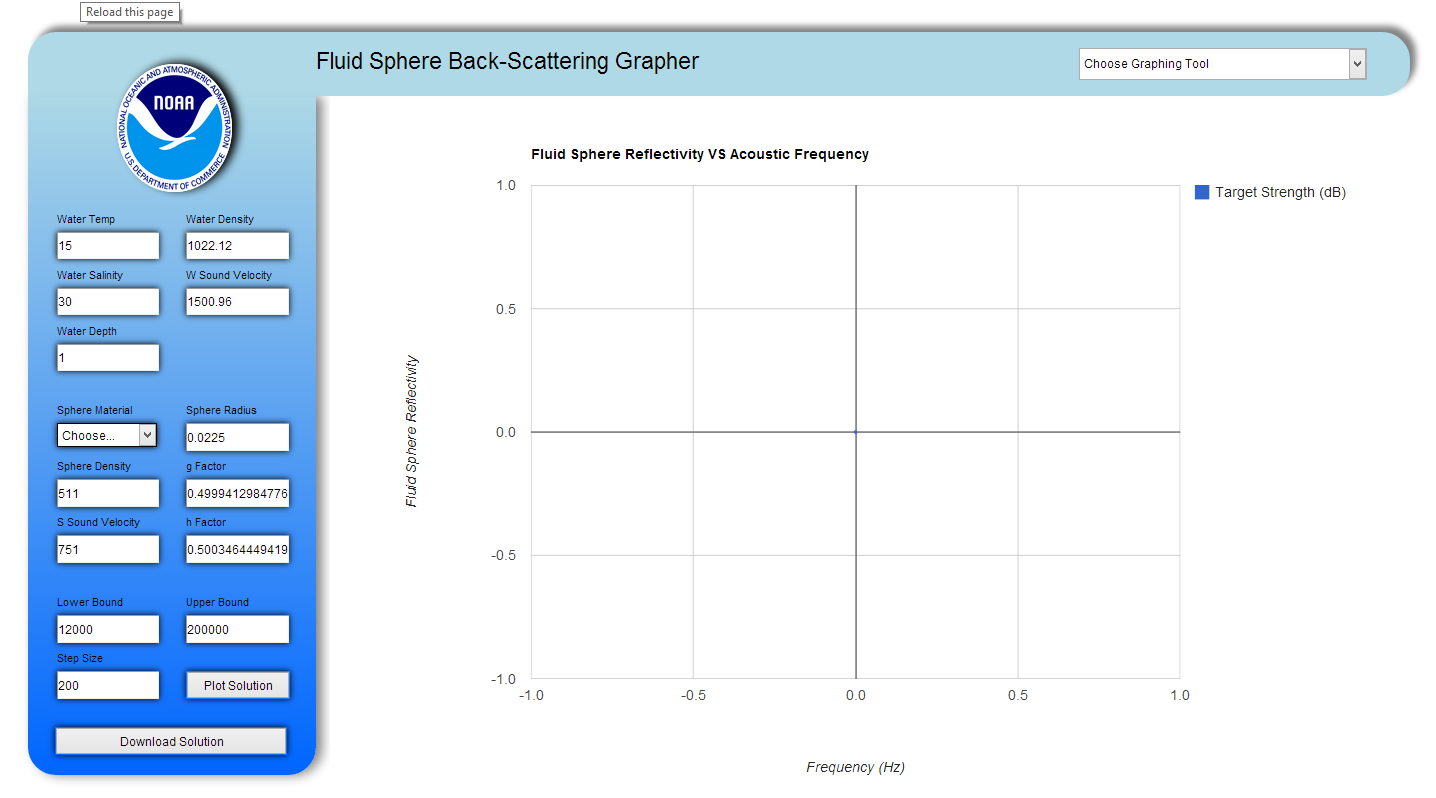 Reload this page
Fluid Sphere Back-Scattering Grapher
Choose Graphing Tool
NATIONAL OCEANIC AND ATMOSPHERIC ADMINISTRATION
NOAA
U.S. DEPARTMENT OF COMMERCE
Water Temp Water Density
15 1022.12
Water Salinity W Sound Velocity
30 1500.96
Water Depth
1
Sphere Material Sphere Radius
Choose... 0.0225
Sphere Density g Factor
511 0.4999412984776
S Sound Velocity h Factor
751 0.5003464449419
Lower Bound Upper Bound
12000 200000
Step Size
200 Plot Solution
Download Solution
Fluid Sphere Reflectivity VS Acoustic Frequency
Target Strength (dB)
Fluid Sphere Reflectivity
1.0
0.5
0.0
-0.5
-1.0
-1.0 -0.5 0.0 0.5 1.0
Frequency (Hz)